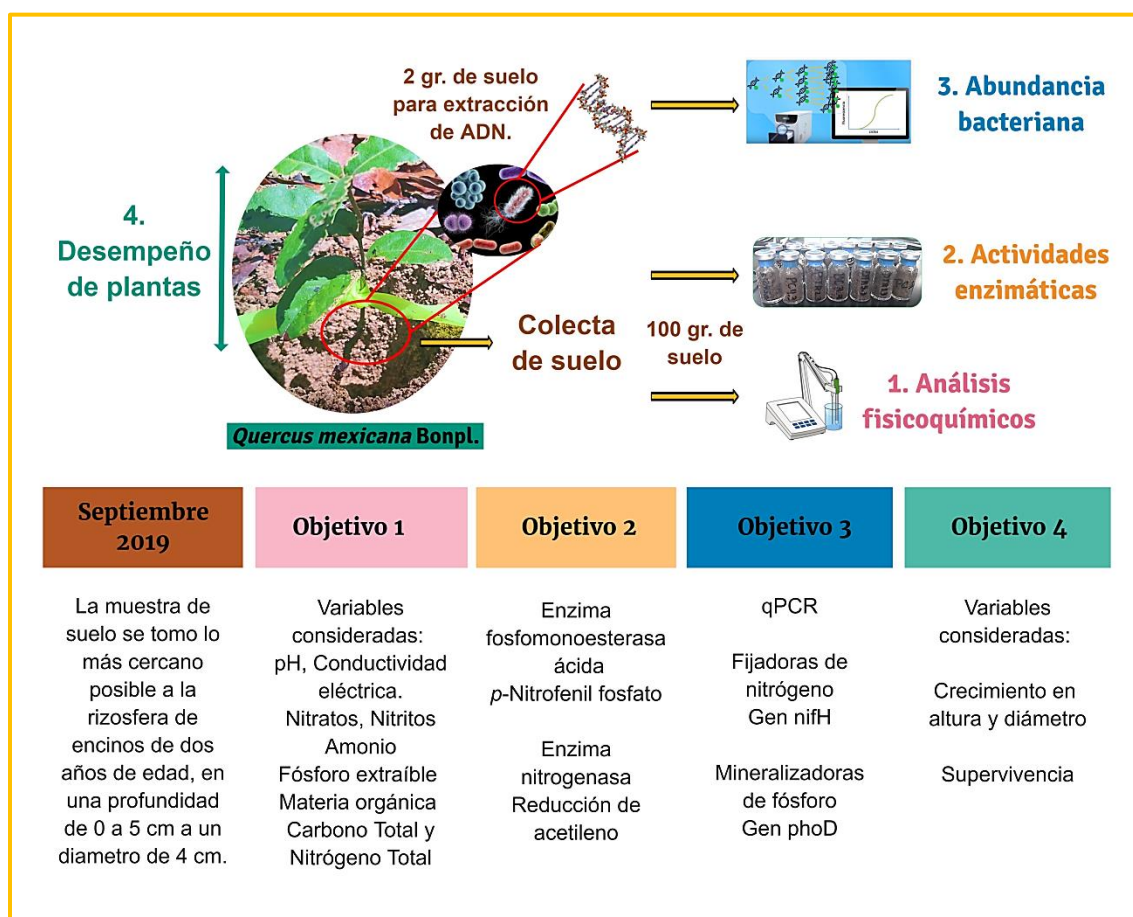 2 gr. de suelo
para extracción
de ADN.
3. Abundancia
bacteriana
4.
Desempeño
de plantas
2. Actividades
enzimáticas
Colecta
de suelo
100 gr. de
suelo
1. Análisis
fisicoquímicos
Quercus mexicana Bonpl.
Septiembre
2019
La muestra de
suelo se tomo lo
más cercano
posible a la
rizosfera de
encinos de dos
años de edad, en
una profundidad
de 0 a 5 cm a un
diametro de 4 cm.
Objetivo 1
Variables
consideradas:
pH, Conductividad
eléctrica.
Nitratos, Nitritos
Amonio
Fósforo extraíble
Materia orgánica
Carbono Total y
Nitrógeno Total
Objetivo 2
Enzima
fosfomonoesterasa
ácida
p-Nitrofenil fosfato
Enzima
nitrogenasa
Reducción de
acetileno
Objetivo 3
qPCR
Fijadoras de
nitrógeno
Gen nifH
Mineralizadoras
de fósforo
Gen phoD
Objetivo 4
Variables
consideradas:
Crecimiento en
altura y diámetro
Supervivencia